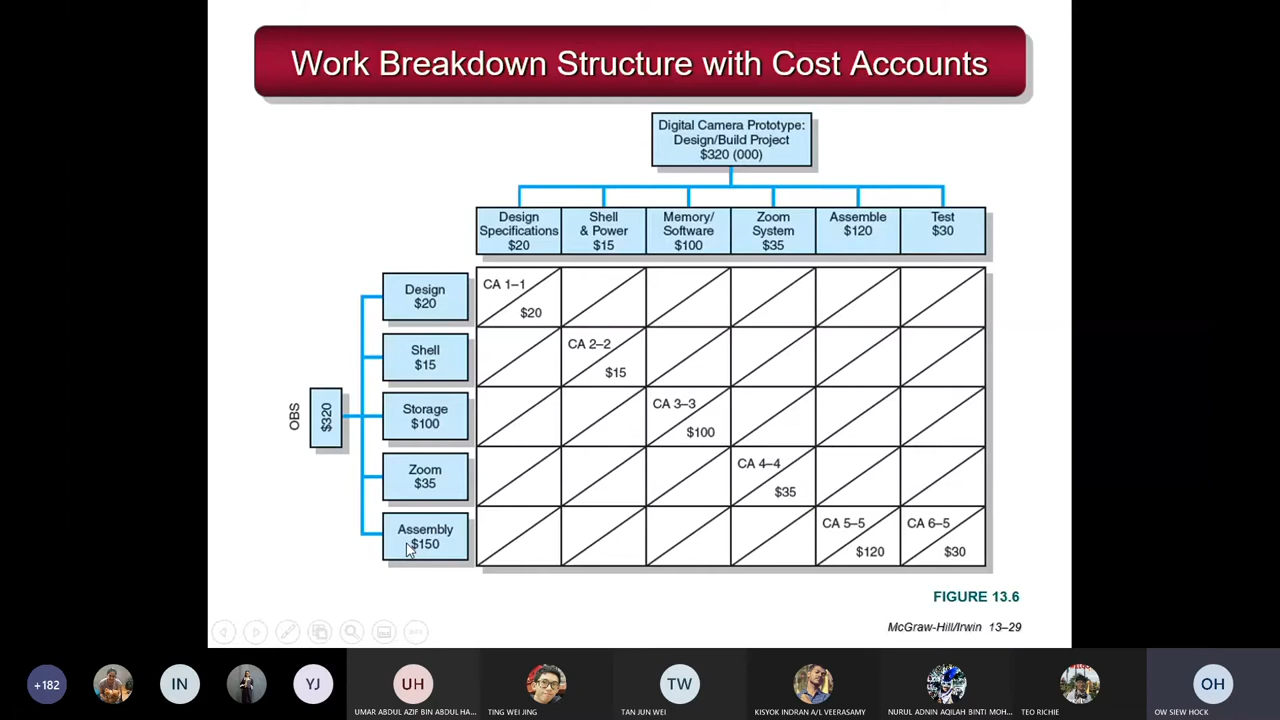 Work Breakdown Structure with Cost Accounts
Digital Camera Prototype:
Design/Build Project
$320 (000)
Design
Specifications
$20
Shell
& Power
$15
Memory/
Software
$100
Zoom
System
$35
Assemble
$120
Test
$30
OBS
$320
Design
$20
CA 1–1
$20
Shell
$15
CA 2–2
$15
Storage
$100
CA 3–3
$100
Zoom
$35
CA 4–4
$35
Assembly
$150
CA 5–5
$120
CA 6–5
$30
FIGURE 13.6
McGraw-Hill/Irwin 13–29
+182
IN
YJ
UH
TW
OH
UMAR ABDUL AZIF BIN ABDUL HA...
TING WEI JING
TAN JUN WEI
KISYOK INDRAN A/L VEERASAMY
NURUL ADNIN AQILAH BINTI MOH...
TEO RICHIE
OW SIEW HOCK